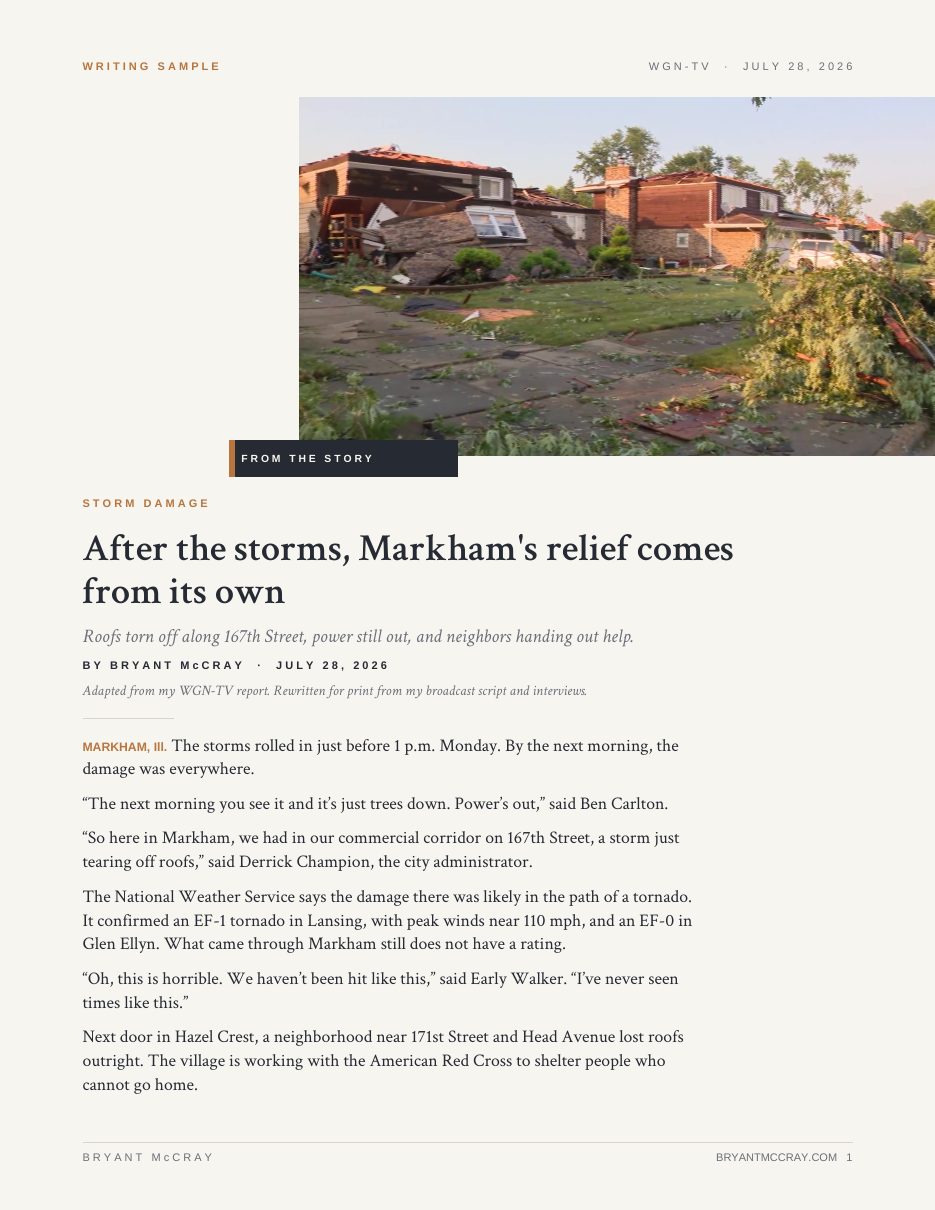 WRITING SAMPLE
WGN-TV · JULY 28, 2026
FROM THE STORY
STORM DAMAGE
After the storms, Markham's relief comes
from its own
Roofs torn off along 167th Street, power still out, and neighbors handing out help.
BY BRYANT McCRAY · JULY 28, 2026
Adapted from my WGN-TV report. Rewritten for print from my broadcast script and interviews.
MARKHAM, Ill. The storms rolled in just before 1 p.m. Monday. By the next morning, the
damage was everywhere.
“The next morning you see it and it’s just trees down. Power’s out,” said Ben Carlton.
“So here in Markham, we had in our commercial corridor on 167th Street, a storm just
tearing off roofs,” said Derrick Champion, the city administrator.
The National Weather Service says the damage there was likely in the path of a tornado.
It confirmed an EF-1 tornado in Lansing, with peak winds near 110 mph, and an EF-0 in
Glen Ellyn. What came through Markham still does not have a rating.
“Oh, this is horrible. We haven’t been hit like this,” said Early Walker. “I’ve never seen
times like this.”
Next door in Hazel Crest, a neighborhood near 171st Street and Head Avenue lost roofs
outright. The village is working with the American Red Cross to shelter people who
cannot go home.
BRYANT McCRAY
BRYANTMCCRAY.COM 1